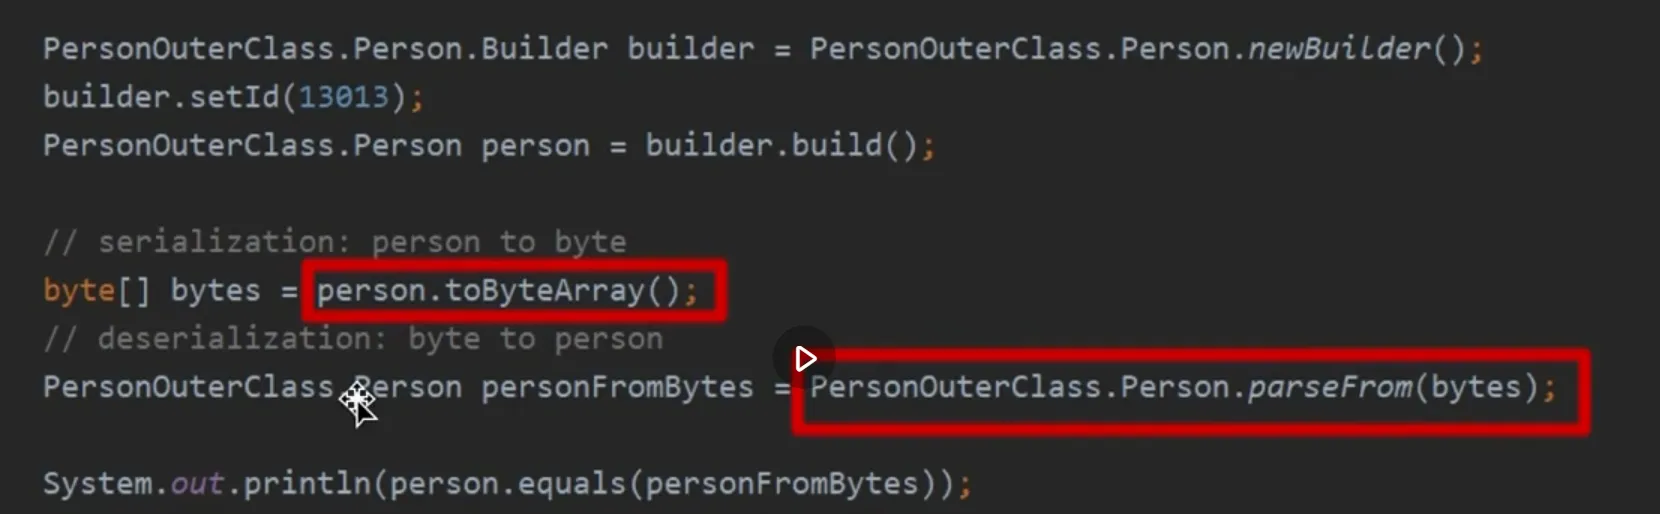 PersonOuterClass.Person.Builder builder = PersonOuterClass.Person.newBuilder();
builder.setId(13013);
PersonOuterClass.Person person = builder.build();
// serialization: person to byte
byte[] bytes = person.toByteArray();
// deserialization: byte to person
PersonOuterClass.Person personFromBytes = PersonOuterClass.Person.parseFrom(bytes);
System.out.println(person.equals(personFromBytes));